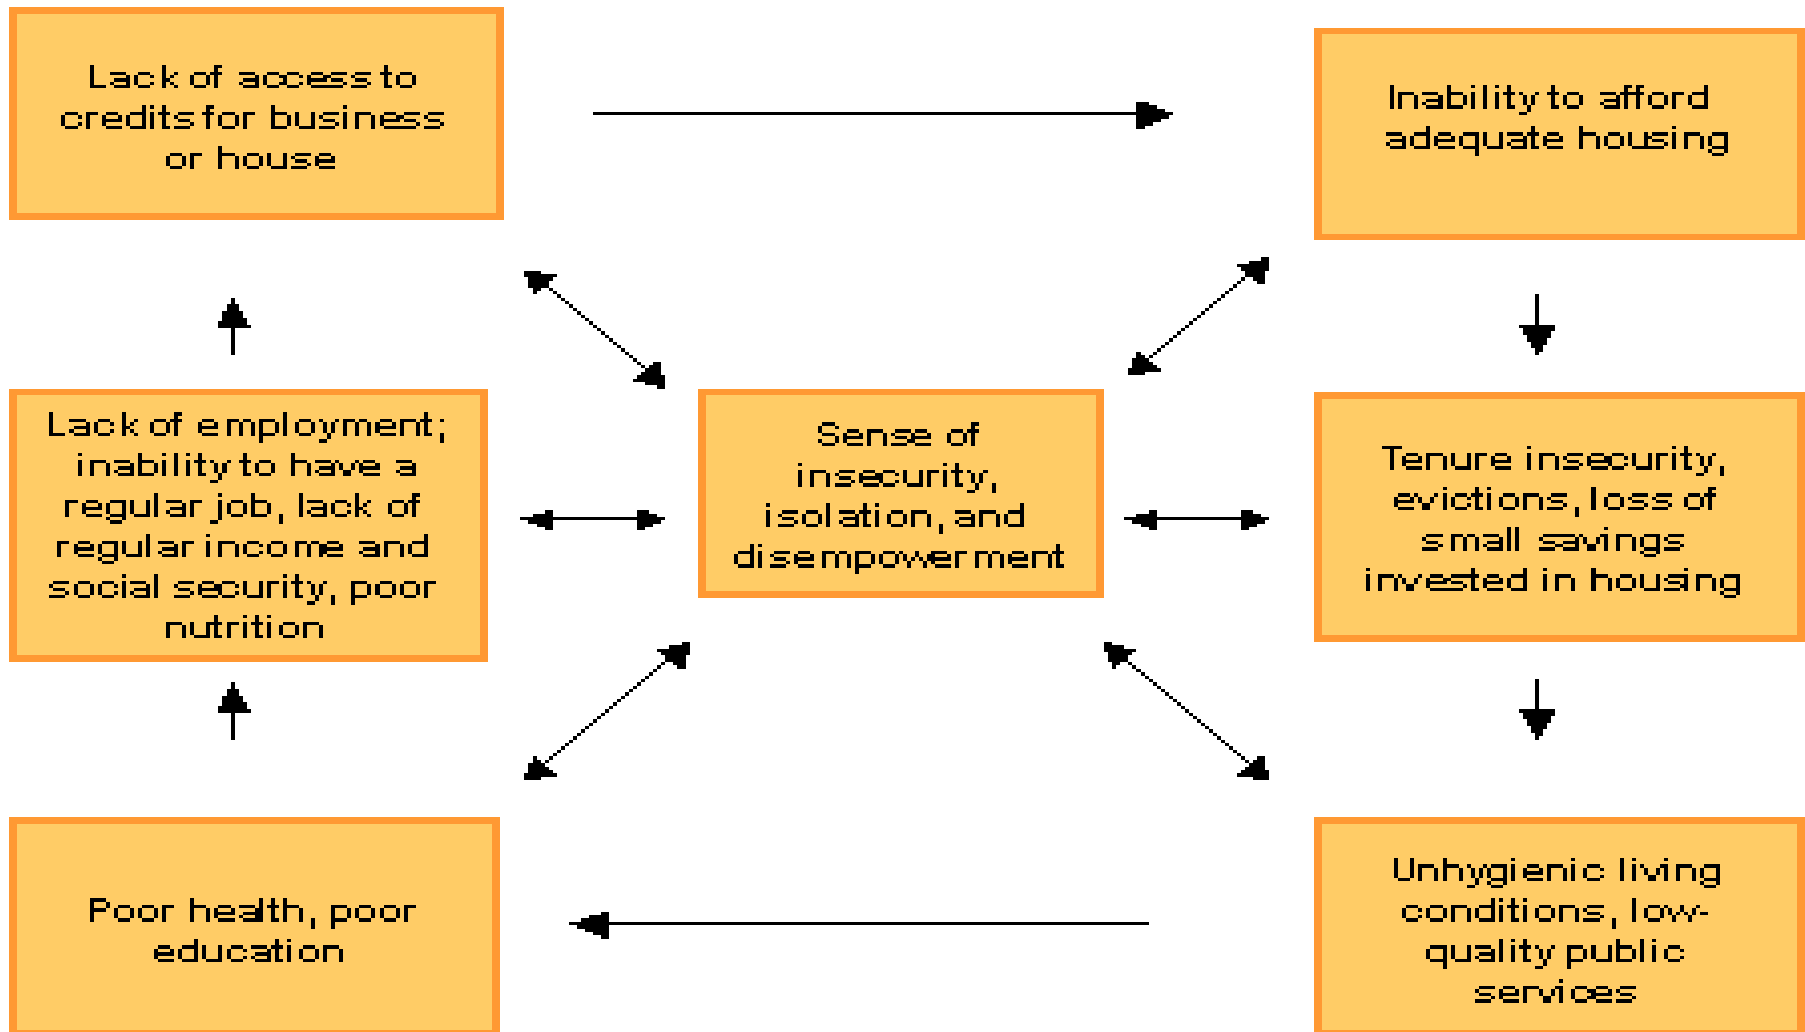 Lack of access to
credits for business
or house
Inability to afford
adequate housing
Lack of employment;
inability to have a
regular job, lack of
regular income and
social security, poor
nutrition
Sense of
insecurity,
isolation, and
disempowerment
Tenure insecurity,
evictions, loss of
small savings
invested in housing
Poor health, poor
education
Unhygienic living
conditions, low-
quality public
services